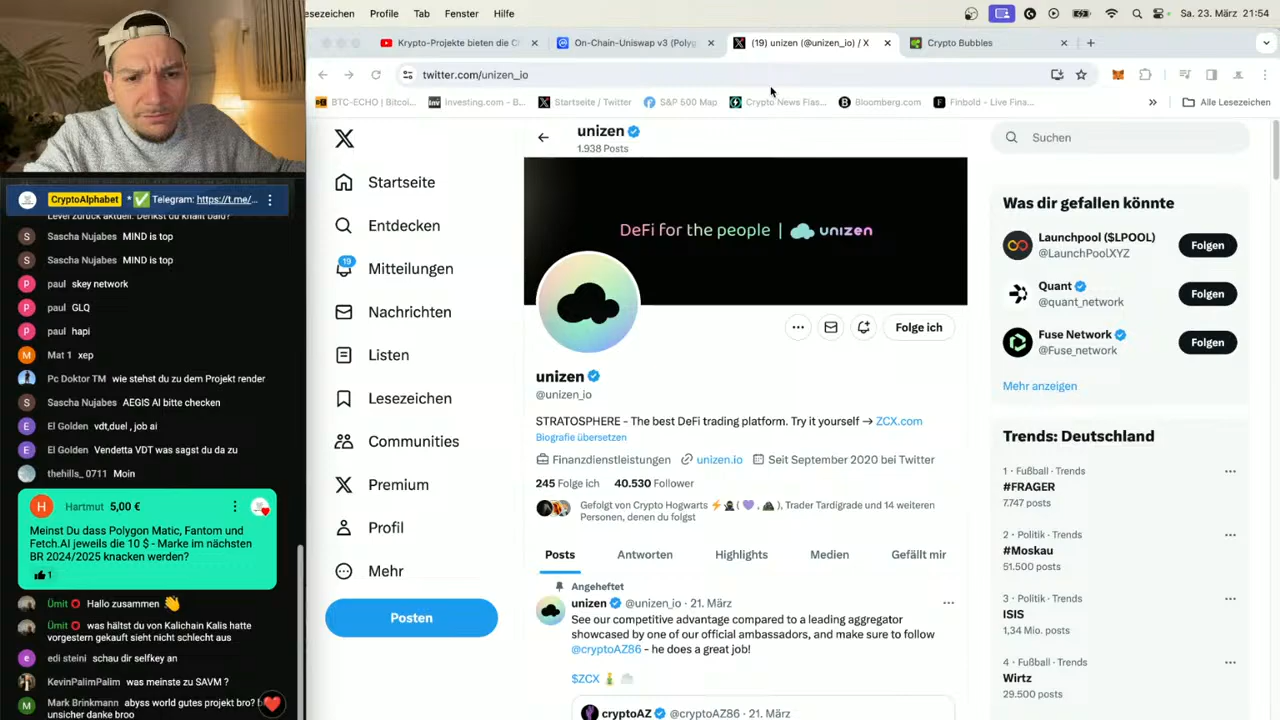 esezeichen Profile Tab Fenster Hilfe
Sa. 23. März 21:54
Krypto-Projekte bieten die Cl
On-Chain-Uniswap v3 (Polyg
(19) unizen (@unizen_io) / X
Crypto Bubbles
twitter.com/unizen_io
BTC-ECHO | Bitcoi...
Investing.com - B...
Startseite / Twitter
S&P 500 Map
Crypto News Flas...
Bloomberg.com
Finbold - Live Fina...
Alle Lesezeichen
CryptoAlphabet * ✅ Telegram: https://t.me/...
Level zurück aktuell. Denkst du knallt bald?
Sascha Nujabes MIND is top
Sascha Nujabes MIND is top
paul skey network
paul GLQ
paul hapi
Mat 1 xep
Pc Doktor TM wie stehst du zu dem Projekt render
Sascha Nujabes AEGIS AI bitte checken
El Golden vdt,duel , job ai
El Golden Vendetta VDT was sagst du da zu
thehills_ 0711 Moin
Hartmut 5,00 €
Meinst Du dass Polygon Matic, Fantom und
Fetch.AI jeweils die 10 $ - Marke im nächsten
BR 2024/2025 knacken werden?
1
Ümit ⭕ Hallo zusammen 👋
Ümit ⭕ was hältst du von Kalichain Kalis hatte
vorgestern gekauft sieht nicht schlecht aus
edi steini schau dir selfkey an
KevinPalimPalim was meinste zu SAVM ?
Mark Brinkmann abyss world gutes projekt bro? b
unsicher danke broo
Startseite
Entdecken
19
Mitteilungen
Nachrichten
Listen
Lesezeichen
Communities
Premium
Profil
Mehr
Posten
unizen
1.938 Posts
DeFi for the people | unizen
Folge ich
unizen
@unizen_io
STRATOSPHERE - The best DeFi trading platform. Try it yourself → ZCX.com
Biografie übersetzen
Finanzdienstleistungen unizen.io Seit September 2020 bei Twitter
245 Folge ich 40.530 Follower
Gefolgt von Crypto Hogwarts ⚡ Trader Tardigrade und 14 weiteren
Personen, denen du folgst
Posts Antworten Highlights Medien Gefällt mir
Angeheftet
unizen @unizen_io · 21. März
See our competitive advantage compared to a leading aggregator
showcased by one of our official ambassadors, and make sure to follow
@cryptoAZ86 - he does a great job!
$ZCX
cryptoAZ @cryptoAZ86 · 21. März
Suchen
Was dir gefallen könnte
Launchpool ($LPOOL)
@LaunchPoolXYZ
Folgen
Quant
@quant_network
Folgen
Fuse Network
@Fuse_network
Folgen
Mehr anzeigen
Trends: Deutschland
1 · Fußball · Trends
#FRAGER
7.747 posts
2 · Politik · Trends
#Moskau
51.500 posts
3 · Politik · Trends
ISIS
1,34 Mio. posts
4 · Fußball · Trends
Wirtz
29.500 posts